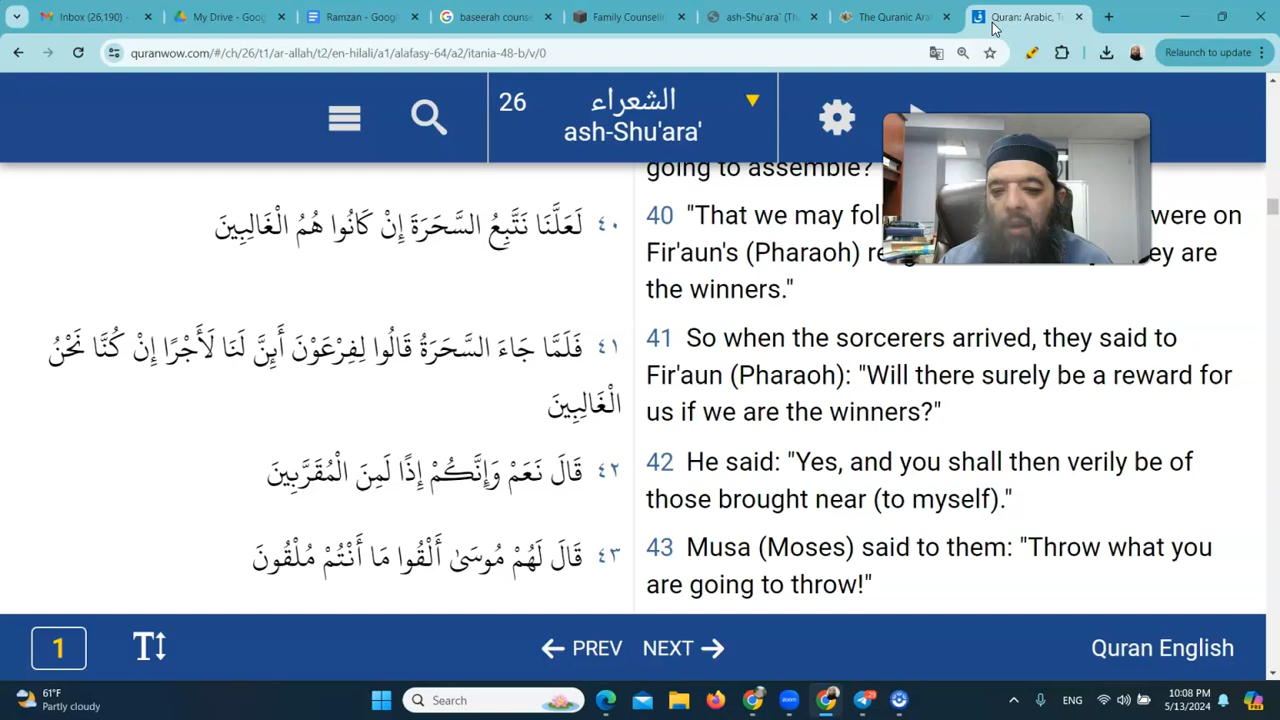 Inbox (26,190) -
My Drive - Goog
Ramzan - Googl
baseerah couns
Family Counseli
ash-Shu`ara` (Th
The Quranic Ara
Quran: Arabic, T
quranwow.com/#/ch/26/t1/ar-allah/t2/en-hilali/a1/alafasy-64/a2/itania-48-b/v/0
Relaunch to update
26
الشعراء
ash-Shu'ara'
going to assemble?
٤٠ لَعَلَّنَا نَتَّبِعُ السَّحَرَةَ إِنْ كَانُوا هُمُ الْغَالِبِينَ
40 "That we may fol were on
Fir'aun's (Pharaoh) re ey are
the winners."
٤١ فَلَمَّا جَاءَ السَّحَرَةُ قَالُوا لِفِرْعَوْنَ أَئِنَّ لَنَا لَأَجْرًا إِنْ كُنَّا نَحْنُ
الْغَالِبِينَ
41 So when the sorcerers arrived, they said to
Fir'aun (Pharaoh): "Will there surely be a reward for
us if we are the winners?"
٤٢ قَالَ نَعَمْ وَإِنَّكُمْ إِذًا لَمِنَ الْمُقَرَّبِينَ
42 He said: "Yes, and you shall then verily be of
those brought near (to myself)."
٤٣ قَالَ لَهُمْ مُوسَىٰ أَلْقُوا مَا أَنْتُمْ مُلْقُونَ
43 Musa (Moses) said to them: "Throw what you
are going to throw!"
1
T
PREV NEXT
Quran English
61°F
Partly cloudy
Search
ENG
10:08 PM
5/13/2024